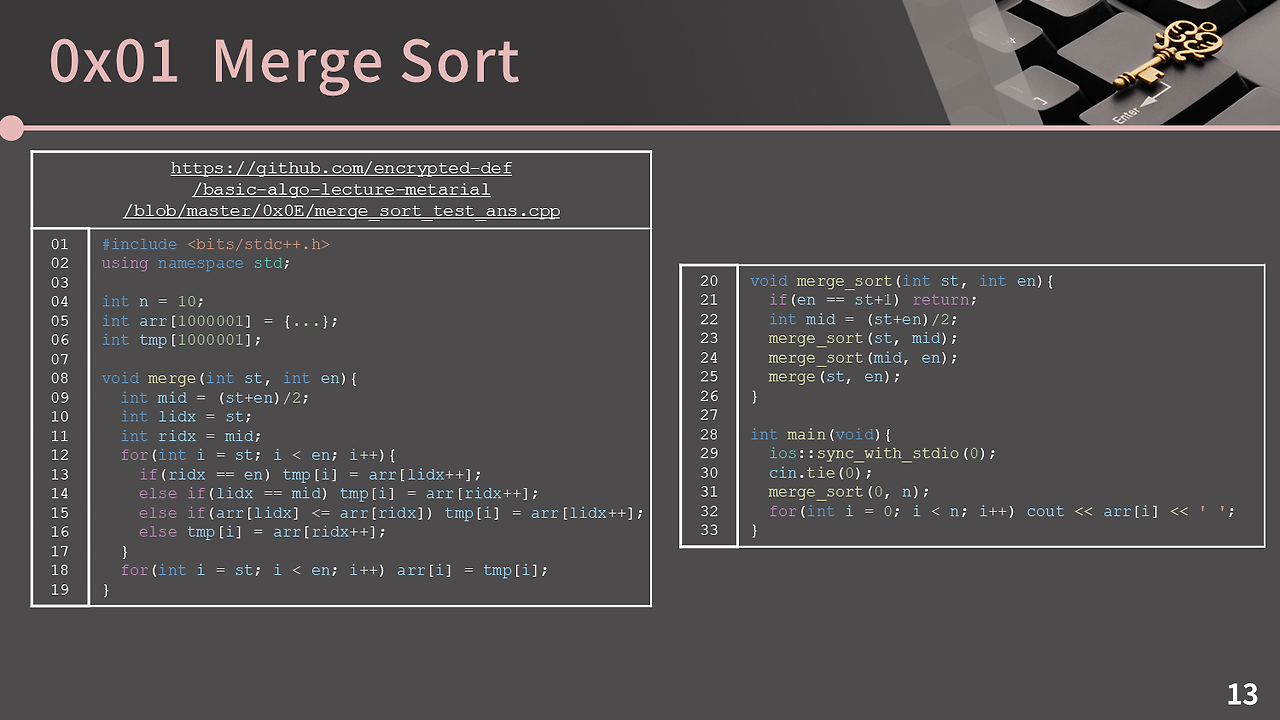 0x01 Merge Sort
Enter
https://github.com/encrypted-def
/basic-algo-lecture-metarial
/blob/master/0x0E/merge_sort_test_ans.cpp
01 #include <bits/stdc++.h>
02 using namespace std;
03
04 int n = 10;
05 int arr[1000001] = {...};
06 int tmp[1000001];
07
08 void merge(int st, int en){
09   int mid = (st+en)/2;
10   int lidx = st;
11   int ridx = mid;
12   for(int i = st; i < en; i++){
13     if(ridx == en) tmp[i] = arr[lidx++];
14     else if(lidx == mid) tmp[i] = arr[ridx++];
15     else if(arr[lidx] <= arr[ridx]) tmp[i] = arr[lidx++];
16     else tmp[i] = arr[ridx++];
17   }
18   for(int i = st; i < en; i++) arr[i] = tmp[i];
19 }
20 void merge_sort(int st, int en){
21   if(en == st+1) return;
22   int mid = (st+en)/2;
23   merge_sort(st, mid);
24   merge_sort(mid, en);
25   merge(st, en);
26 }
27
28 int main(void){
29   ios::sync_with_stdio(0);
30   cin.tie(0);
31   merge_sort(0, n);
32   for(int i = 0; i < n; i++) cout << arr[i] << ' ';
33 }
13